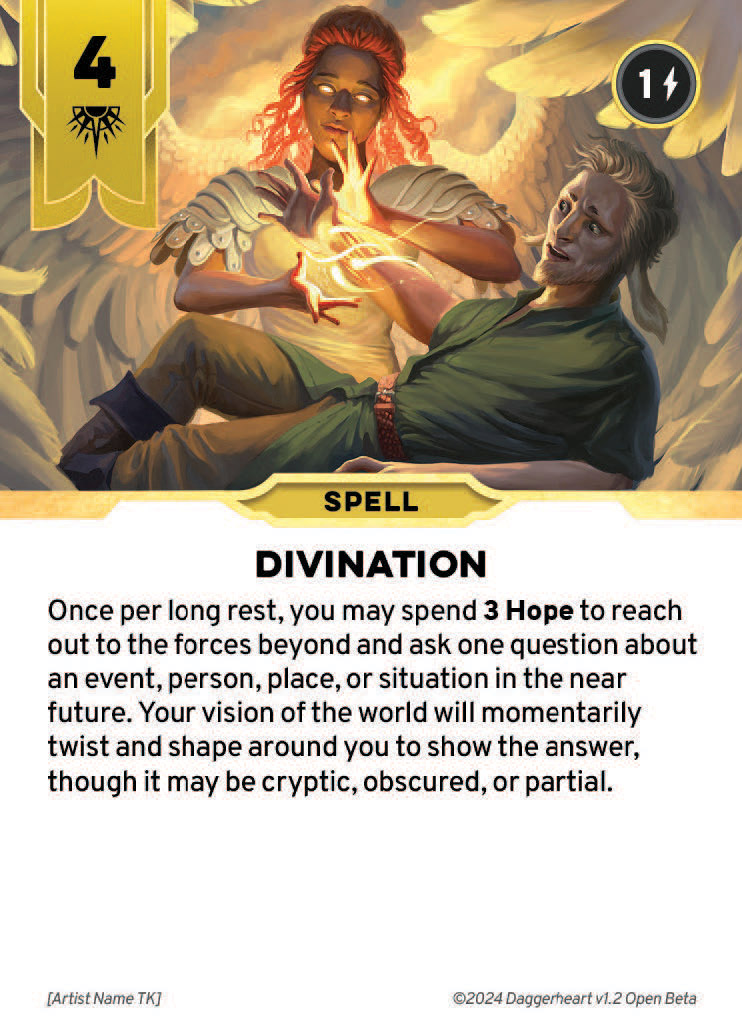 4
1
SPELL
DIVINATION
Once per long rest, you may spend 3 Hope to reach
out to the forces beyond and ask one question about
an event, person, place, or situation in the near
future. Your vision of the world will momentarily
twist and shape around you to show the answer,
though it may be cryptic, obscured, or partial.
[Artist Name TK]
©2024 Daggerheart v1.2 Open Beta